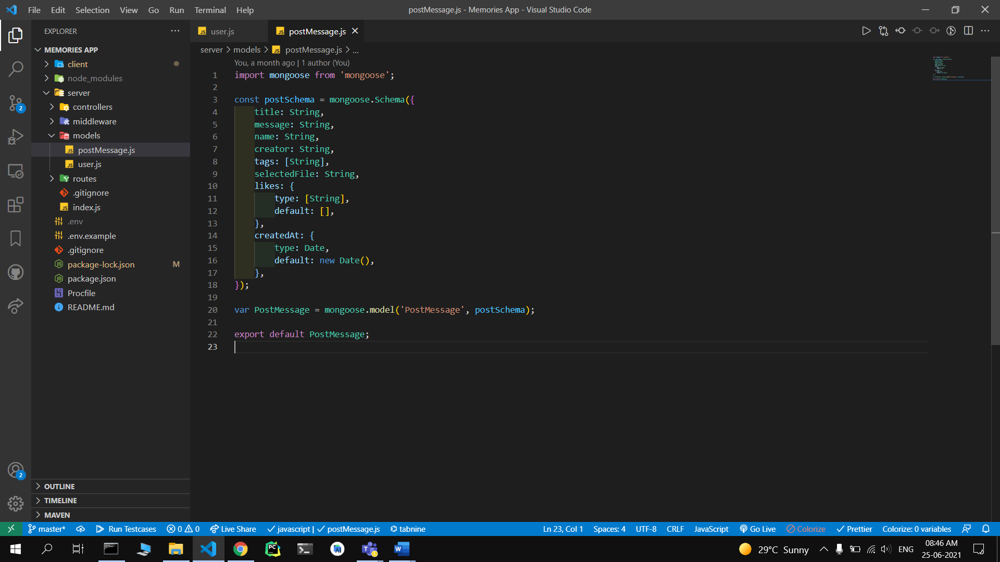 File Edit Selection View Go Run Terminal Help
postMessage.js - Memories App - Visual Studio Code
EXPLORER
MEMORIES APP
client
node_modules
server
controllers
middleware
models
postMessage.js
user.js
routes
.gitignore
index.js
.env
.env.example
.gitignore
package-lock.json M
package.json
Procfile
README.md
OUTLINE
TIMELINE
MAVEN
2
2
user.js
postMessage.js
server > models > postMessage.js > ...
You, a month ago | 1 author (You)
1 import mongoose from 'mongoose';
2
3 const postSchema = mongoose.Schema({
4 title: String,
5 message: String,
6 name: String,
7 creator: String,
8 tags: [String],
9 selectedFile: String,
10 likes: {
11 type: [String],
12 default: [],
13 },
14 createdAt: {
15 type: Date,
16 default: new Date(),
17 },
18 });
19
20 var PostMessage = mongoose.model('PostMessage', postSchema);
21
22 export default PostMessage;
23
master* Run Testcases 0 0 Live Share javascript | postMessage.js tabnine
Ln 23, Col 1 Spaces: 4 UTF-8 CRLF JavaScript Go Live Colorize Prettier Colorize: 0 variables
29°C Sunny ENG
08:46 AM
25-06-2021